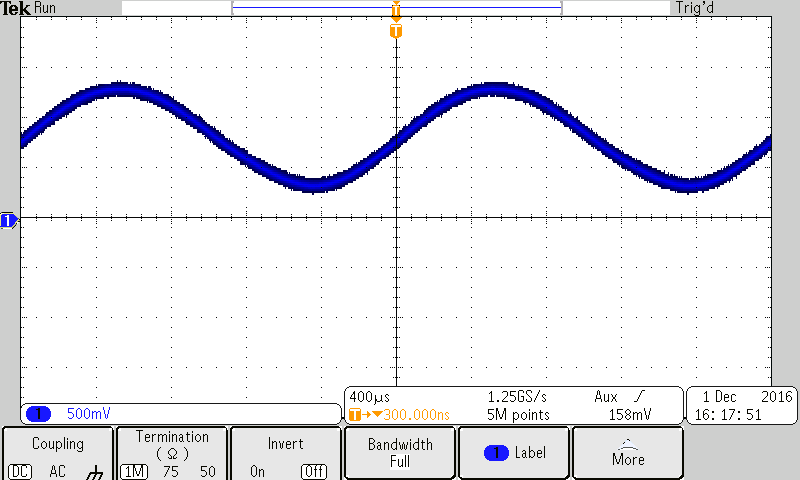 Tek Run Trig'd
T
T
1
1 500mV
400µs 1.25GS/s Aux
T 300.000ns 5M points 158mV
1 Dec 2016
16:17:51
Coupling
DC AC
Termination
(Ω)
1M 75 50
Invert
On Off
Bandwidth
Full
1 Label
More